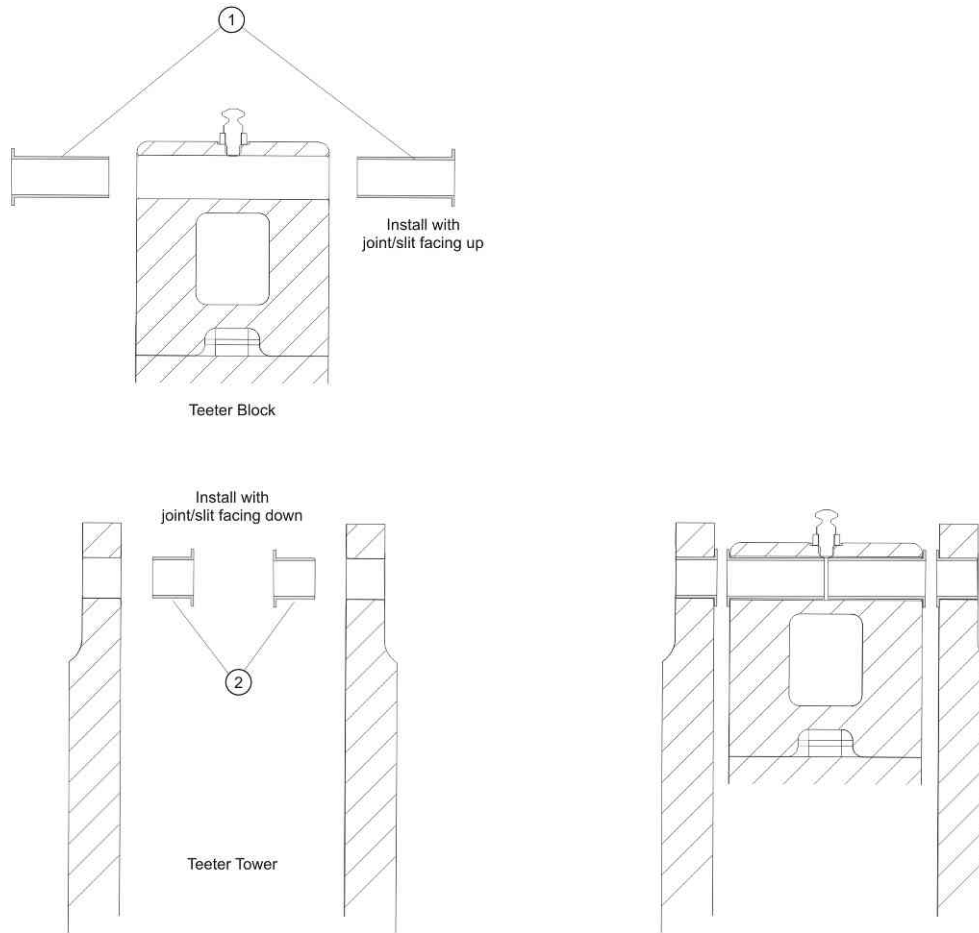 1
Install with
joint/slit facing up
Teeter Block
Install with
joint/slit facing down
2
Teeter Tower